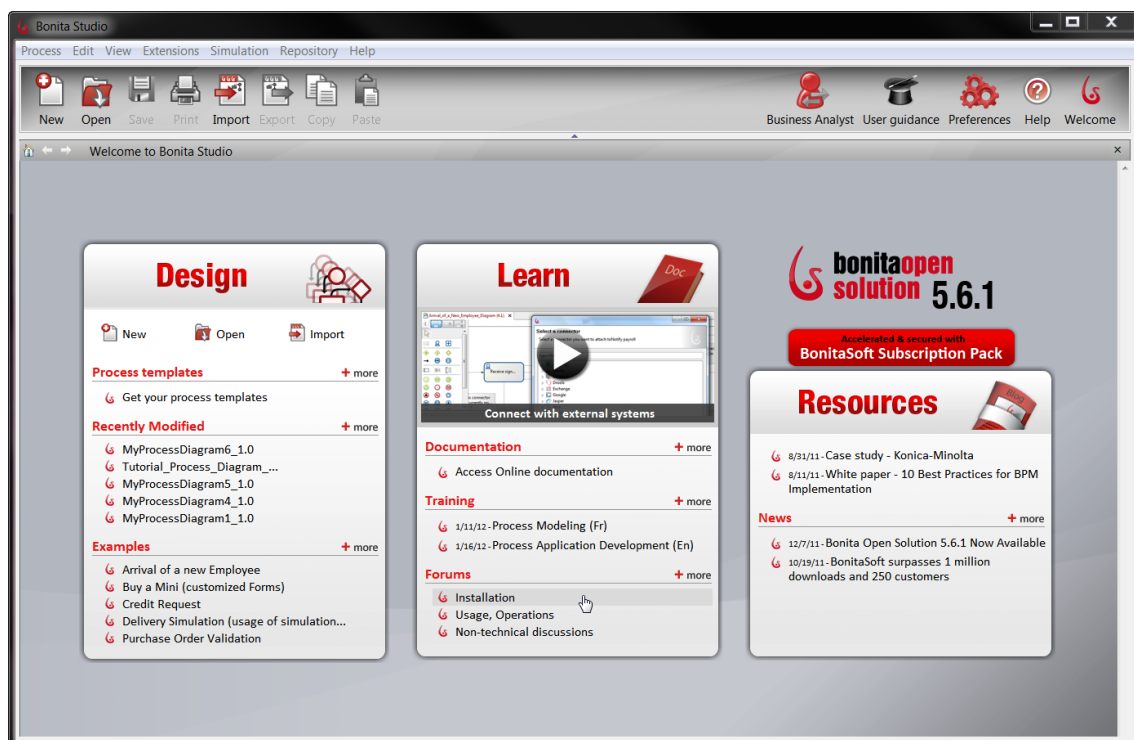 Bonita Studio
Process Edit View Extensions Simulation Repository Help
New Open Save Print Import Export Copy Paste
Business Analyst User guidance Preferences Help Welcome
Welcome to Bonita Studio
Design
New Open Import
Process templates + more
Get your process templates
Recently Modified + more
MyProcessDiagram6_1.0
Tutorial_Process_Diagram_...
MyProcessDiagram5_1.0
MyProcessDiagram4_1.0
MyProcessDiagram1_1.0
Examples + more
Arrival of a new Employee
Buy a Mini (customized Forms)
Credit Request
Delivery Simulation (usage of simulation...
Purchase Order Validation
Learn
Doc
Select a connector
Receive sign...
Exchange
Google
Jasper
Connect with external systems
Documentation + more
Access Online documentation
Training + more
1/11/12-Process Modeling (Fr)
1/16/12-Process Application Development (En)
Forums + more
Installation
Usage, Operations
Non-technical discussions
bonitaopen
solution 5.6.1
Accelerated & secured with
BonitaSoft Subscription Pack
Resources
Blog
8/31/11-Case study - Konica-Minolta
8/11/11-White paper - 10 Best Practices for BPM
Implementation
News + more
12/7/11-Bonita Open Solution 5.6.1 Now Available
10/19/11-BonitaSoft surpasses 1 million
downloads and 250 customers